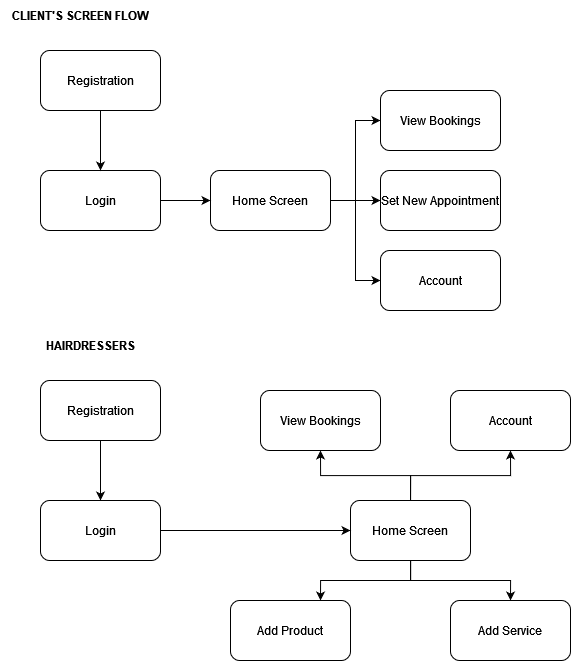 CLIENT'S SCREEN FLOW
Registration
View Bookings
Login
Home Screen
Set New Appointment
Account
HAIRDRESSERS
Registration
View Bookings
Account
Login
Home Screen
Add Product
Add Service